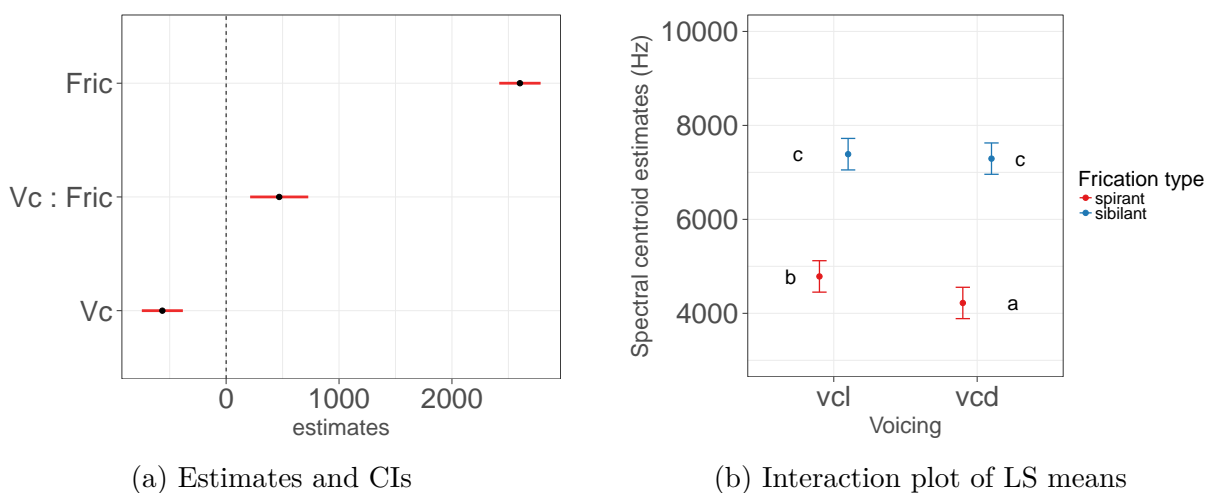 Fric
Vc : Fric
Vc
0
1000
2000
estimates
(a) Estimates and CIs
Spectral centroid estimates (Hz)
10000
8000
6000
4000
c
c
b
a
vcl
vcd
Voicing
Frication type
spirant
sibilant
(b) Interaction plot of LS means